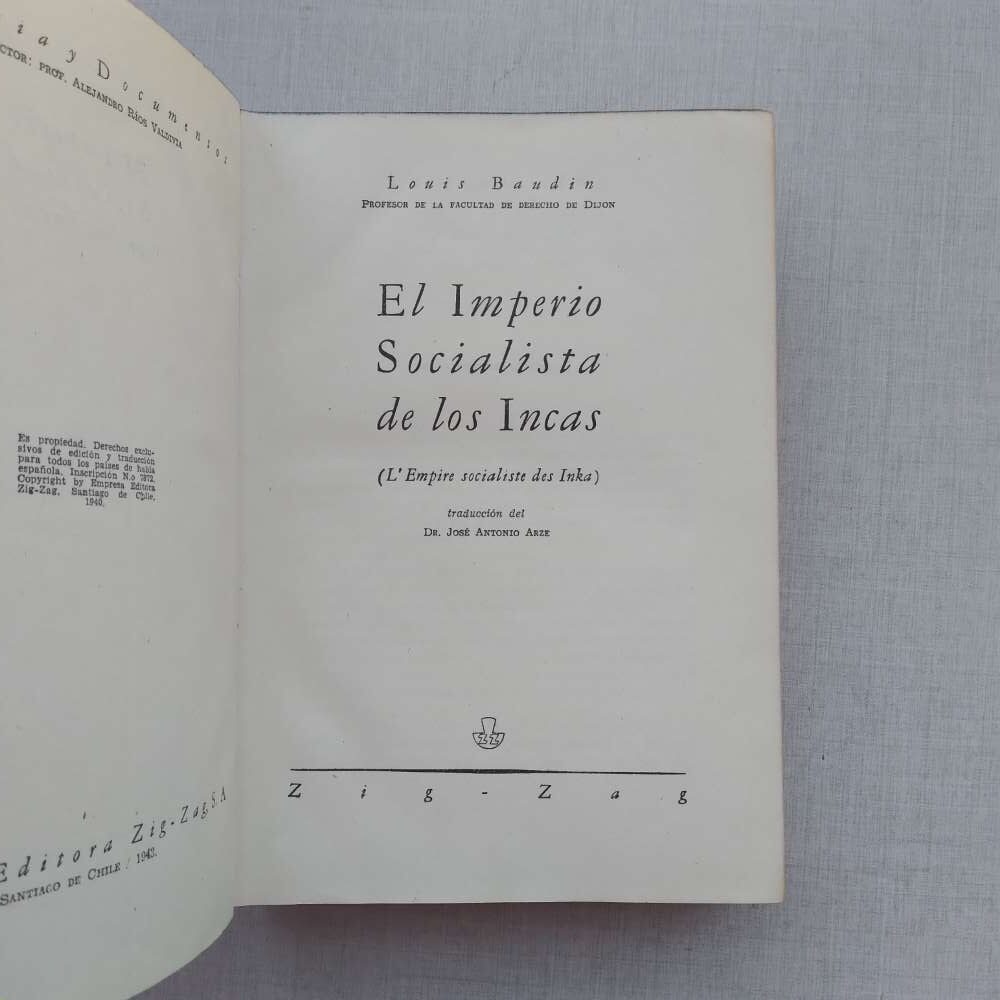 ia y Documentos
CTOR: PROF. ALEJANDRO RÍOS VALDIVIA
Es propiedad. Derechos exclu-
sivos de edición y traducción
para todos los países de habla
española. Inscripción N.o 7872.
Copyright by Empresa Editora
Zig-Zag, Santiago de Chile,
1940.
Editora Zig-Zag, S. A
SANTIAGO DE CHILE / 1943.
Louis Baudin
PROFESOR DE LA FACULTAD DE DERECHO DE DIJON
El Imperio
Socialista
de los Incas
(L'Empire socialiste des Inka)
traducción del
DR. JOSÉ ANTONIO ARZE
ZZ
Zig-Zag